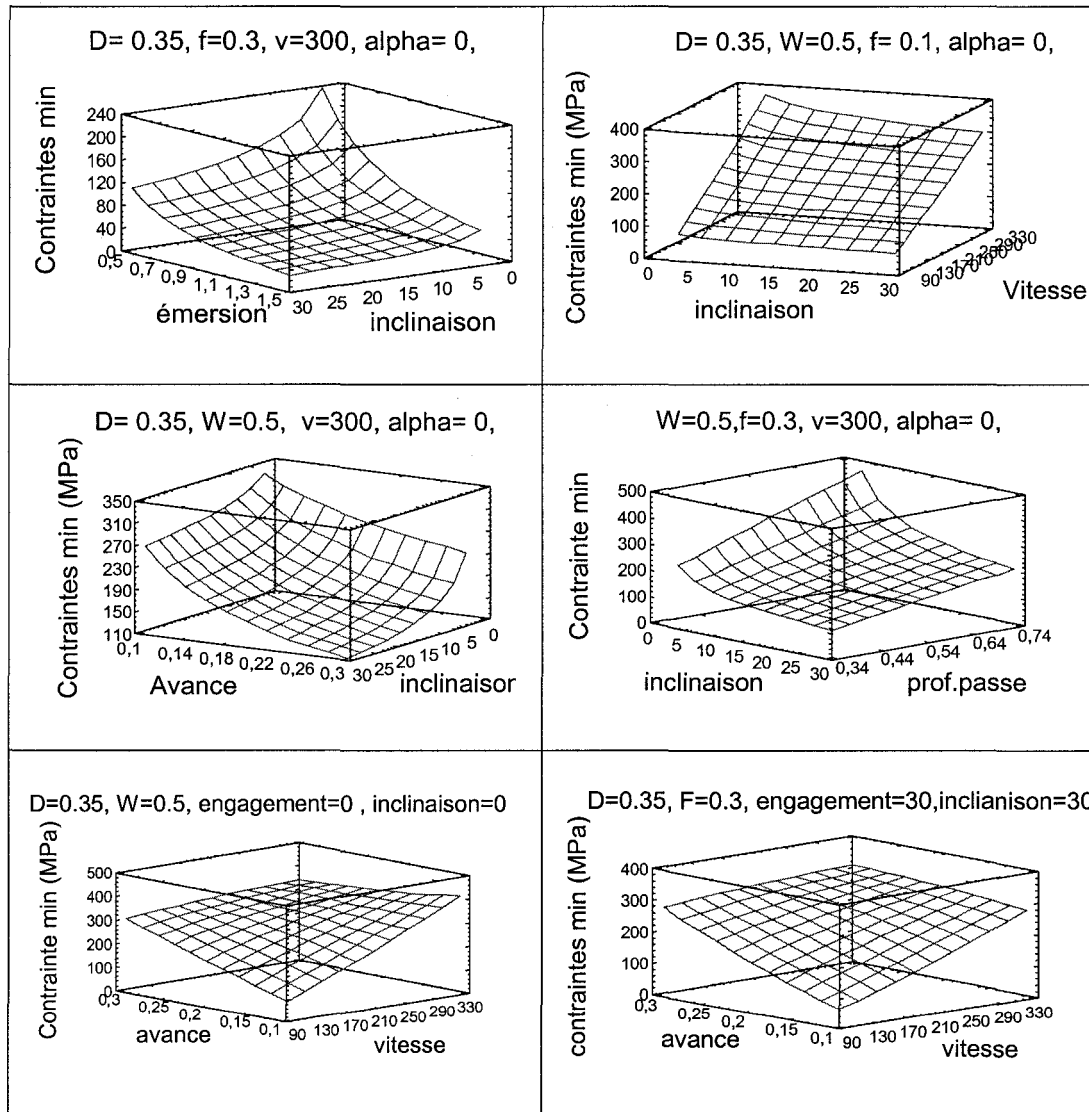 D= 0.35, f=0.3, v=300, alpha= 0,
Contraintes min
240
200
160
120
80
40
0
0,5 0,7 0,9 1,1 1,3 1,5
émersion
30 25 20 15 10 5 0
inclinaison
D= 0.35, W=0.5, f= 0.1, alpha= 0,
Contraintes min (MPa)
400
300
200
100
0
0 5 10 15 20 25 30
inclinaison
90 130 170 290 330
Vitesse
D= 0.35, W=0.5, v=300, alpha= 0,
Contraintes min (MPa)
350
310
270
230
190
150
110
0,1 0,14 0,18 0,22 0,26 0,3
Avance
30 25 20 15 10 5 0
inclinaisor
W=0.5,f=0.3, v=300, alpha= 0,
Contrainte min
500
400
300
200
100
0
0 5 10 15 20 25 30
inclinaison
0,34 0,44 0,54 0,64 0,74
prof.passe
D=0.35, W=0.5, engagement=0 , inclinaison=0
Contrainte min (MPa)
500
400
300
200
100
0
0,3 0,25 0,2 0,15 0,1
avance
90 130 170 210 250 290 330
vitesse
D=0.35, F=0.3, engagement=30,inclianison=30
contraintes min (MPa)
400
300
200
100
0
0,3 0,25 0,2 0,15 0,1
avance
90 130 170 210 250 290 330
vitesse